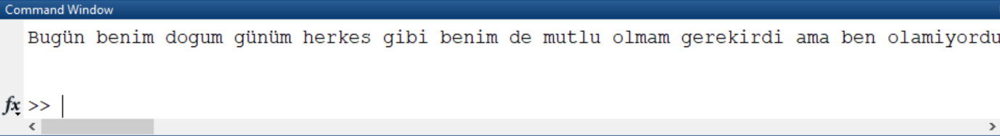 Command Window
Bugün benim dogum günüm herkes gibi benim de mutlu olmam gerekirdi ama ben olamiyordu
fx >>